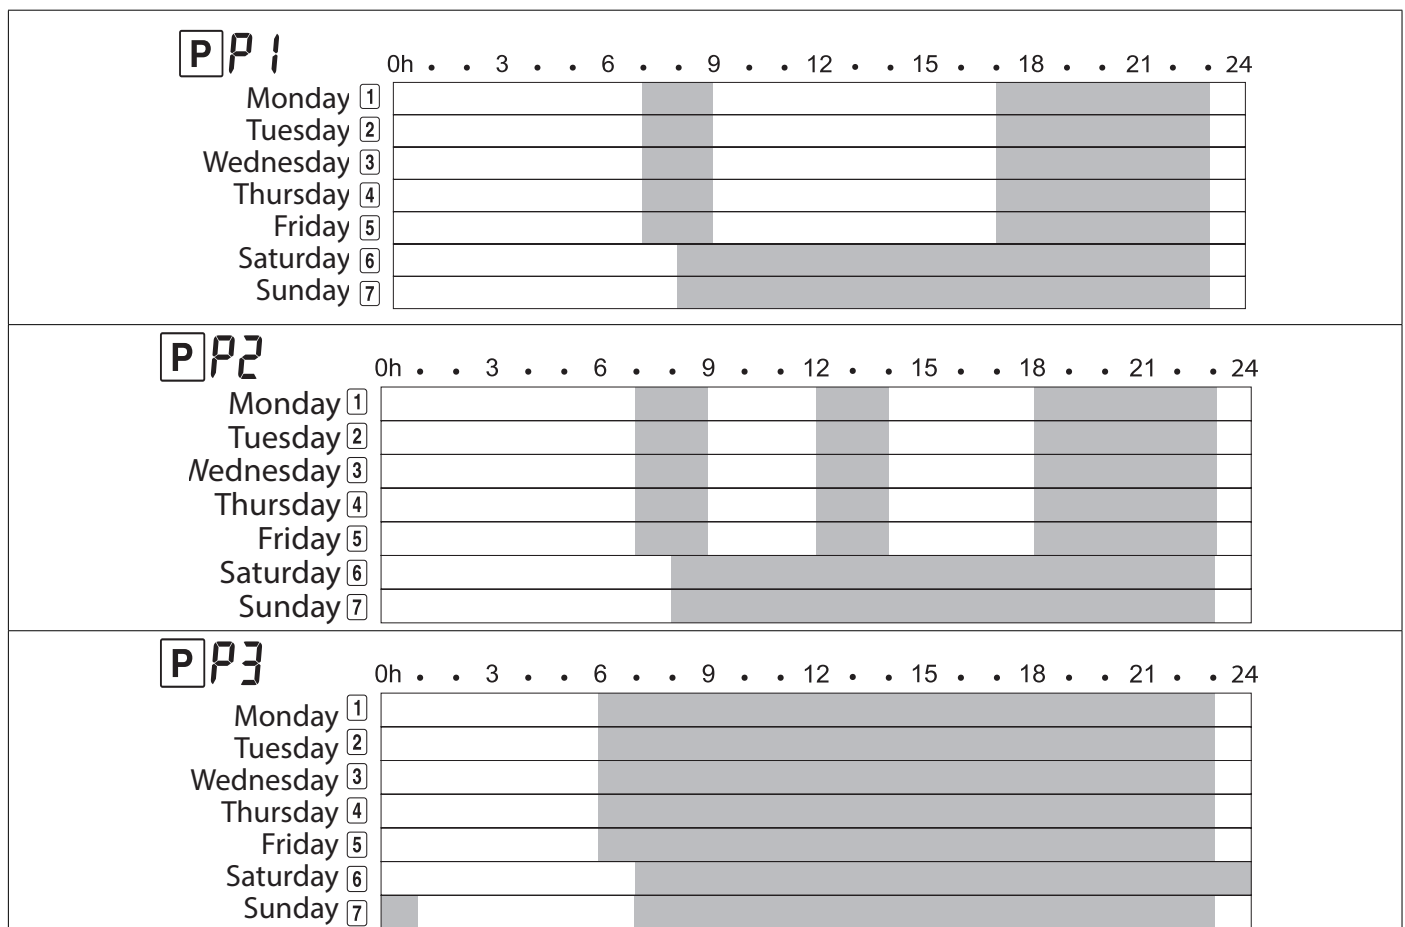 P P1
0h . . 3 . . 6 . . 9 . . 12 . . 15 . . 18 . . 21 . . 24
Monday 1
Tuesday 2
Wednesday 3
Thursday 4
Friday 5
Saturday 6
Sunday 7
P P2
0h . . 3 . . 6 . . 9 . . 12 . . 15 . . 18 . . 21 . . 24
Monday 1
Tuesday 2
Wednesday 3
Thursday 4
Friday 5
Saturday 6
Sunday 7
P P3
0h . . 3 . . 6 . . 9 . . 12 . . 15 . . 18 . . 21 . . 24
Monday 1
Tuesday 2
Wednesday 3
Thursday 4
Friday 5
Saturday 6
Sunday 7